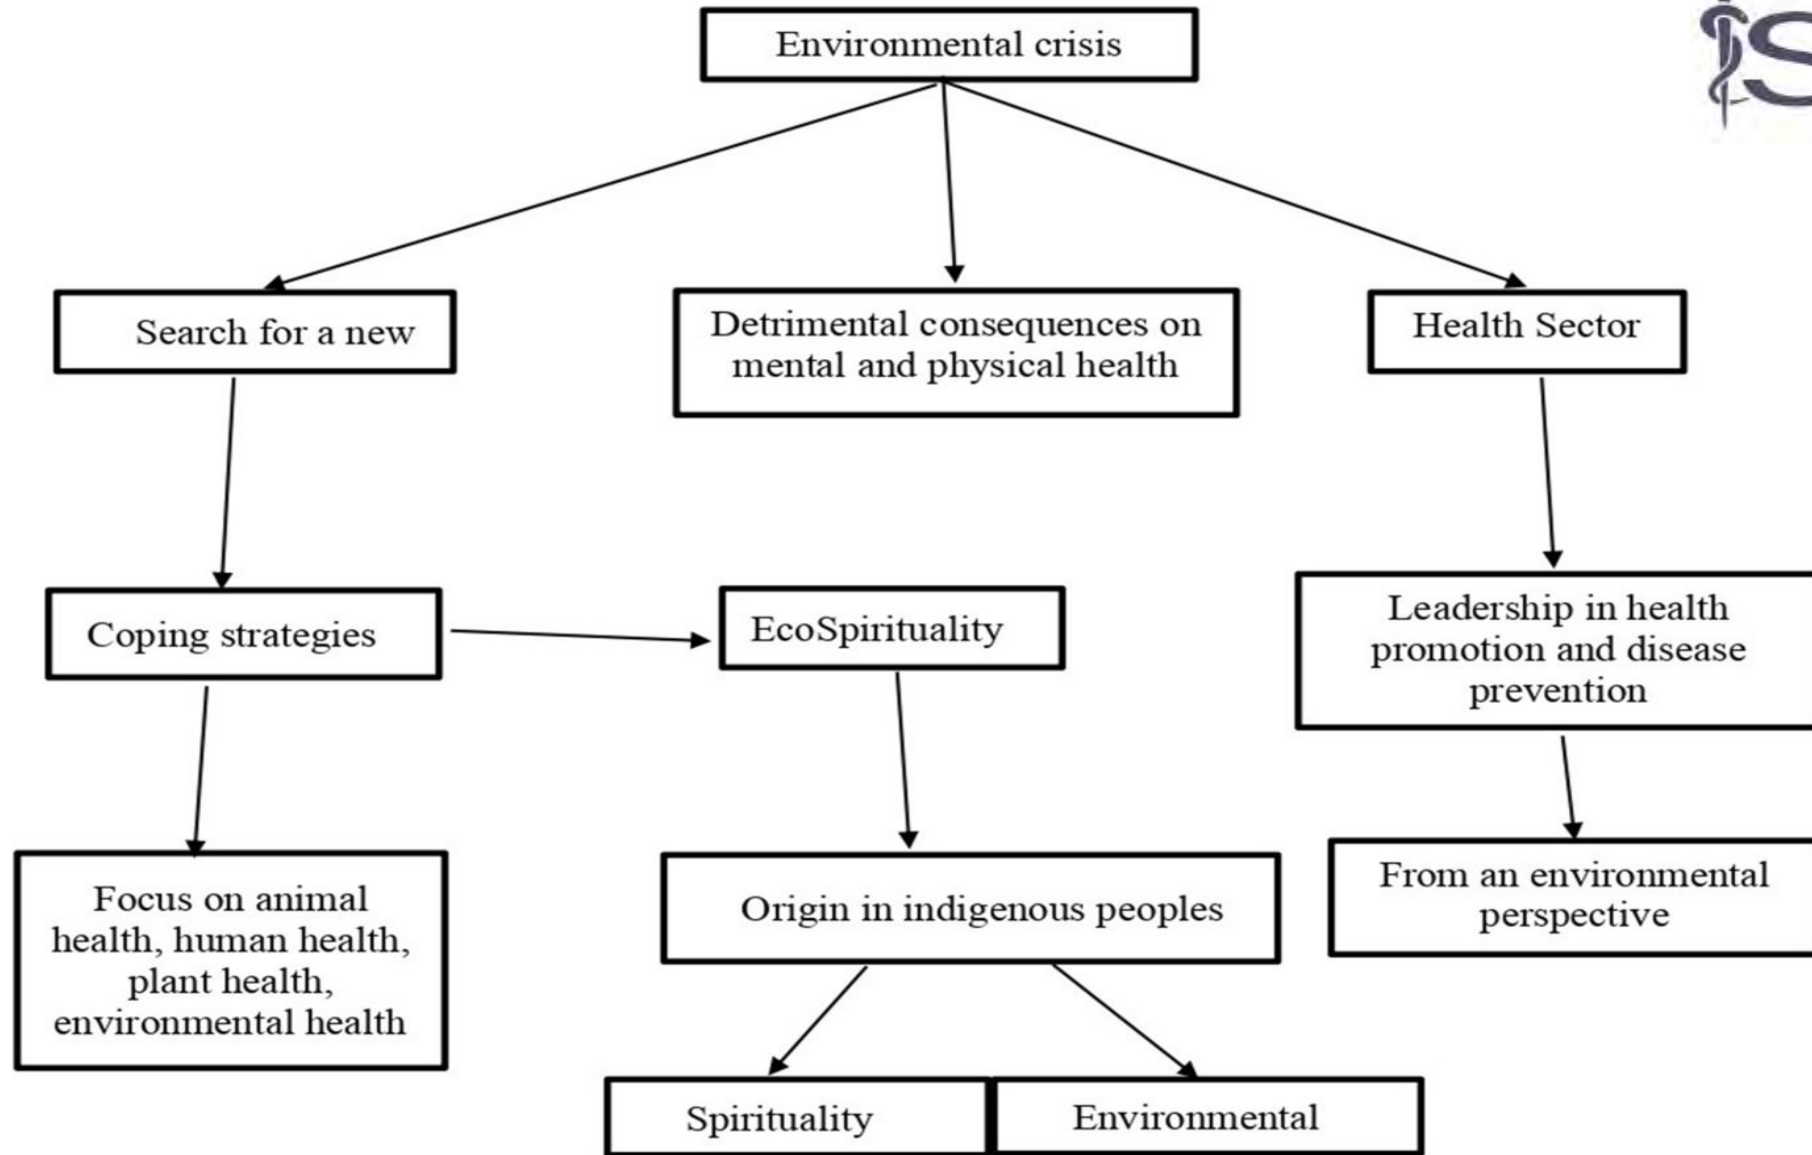 Environmental crisis
Search for a new
Detrimental consequences on
mental and physical health
Health Sector
Coping strategies
EcoSpirituality
Leadership in health
promotion and disease
prevention
Focus on animal
health, human health,
plant health,
environmental health
Origin in indigenous peoples
From an environmental
perspective
Spirituality
Environmental